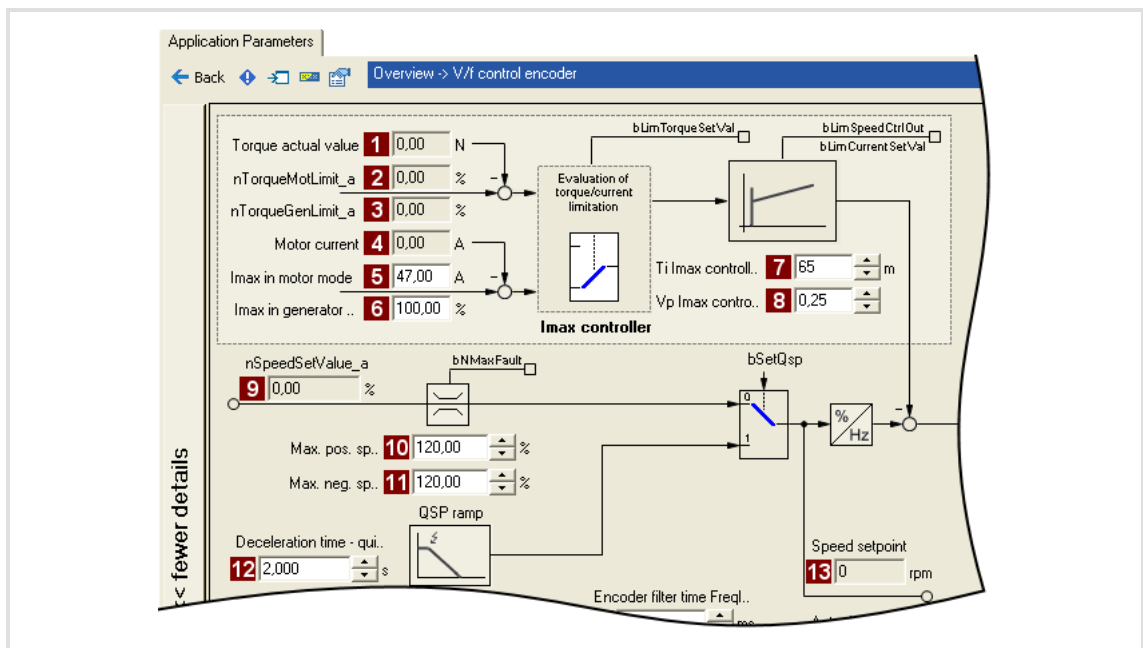 Application Parameters
Back
Overview -> V/f control encoder
bLimTorqueSetVal
bLimSpeedCtrlOut
bLimCurrentSetVal
Torque actual value 1 0,00 N
nTorqueMotLimit_a 2 0,00 %
nTorqueGenLimit_a 3 0,00 %
Motor current 4 0,00 A
Imax in motor mode 5 47,00 A
Imax in generator .. 6 100,00 %
Evaluation of
torque/current
limitation
Imax controller
Ti Imax controll.. 7 65 m
Vp Imax contro.. 8 0,25
nSpeedSetValue_a
9 0,00 %
bNMaxFault
bSetQsp
0
1
%
Hz
Max. pos. sp.. 10 120,00 %
Max. neg. sp.. 11 120,00 %
QSP ramp
Deceleration time - qui..
12 2,000 s
Speed setpoint
13 0 rpm
Encoder filter time Freql..
<< fewer details